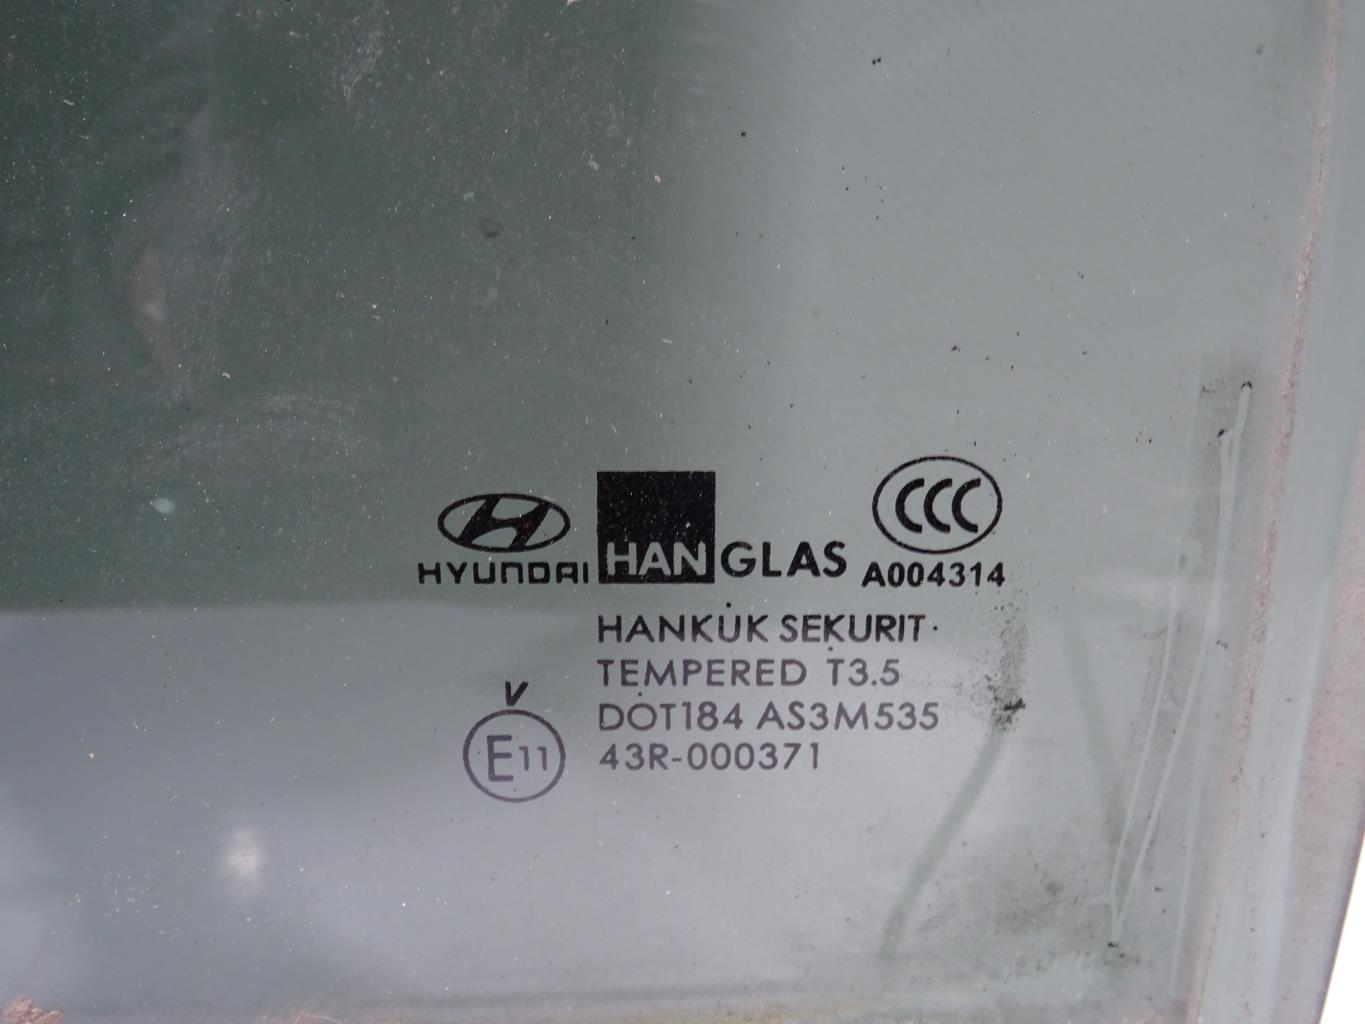 HYUNDAI HANGLAS CCC A004314
HANKUK SEKURIT
TEMPERED T3.5
V DOT184 AS3M535
E11 43R-000371